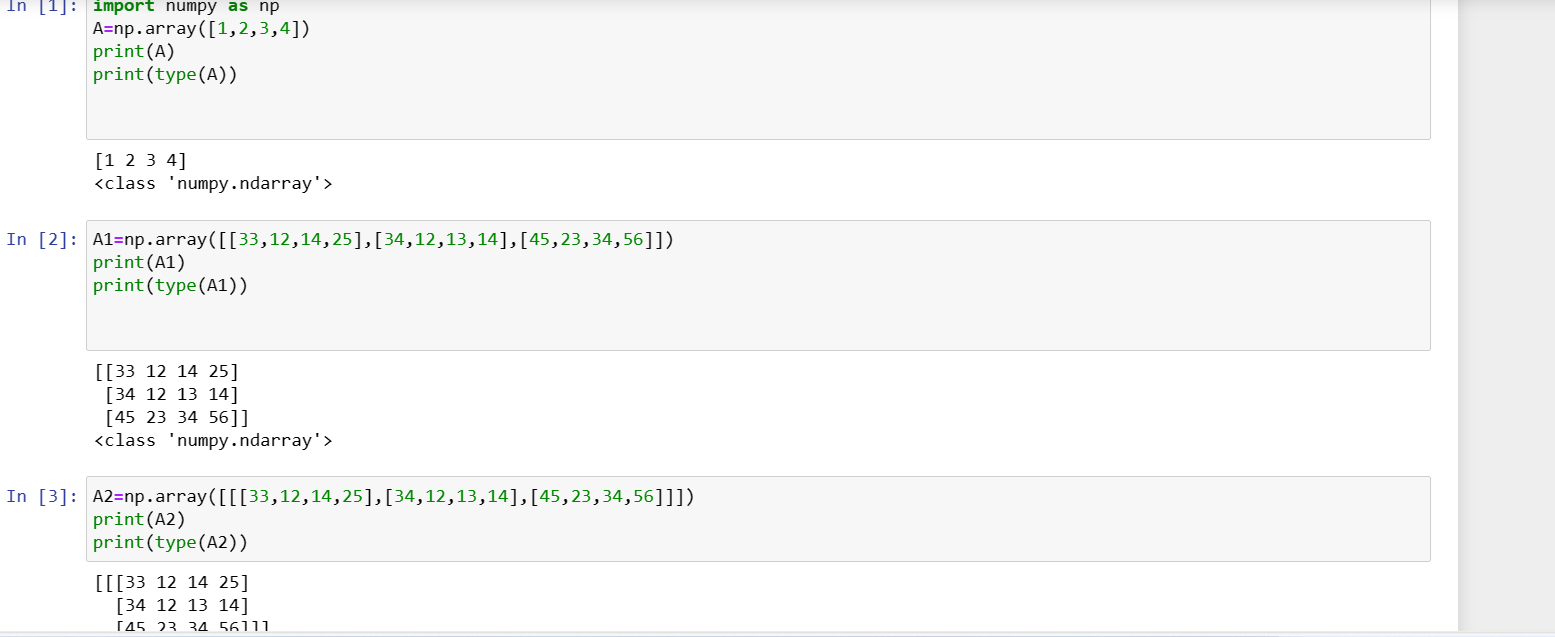 In [1]: import numpy as np
A=np.array([1,2,3,4])
print(A)
print(type(A))
[1 2 3 4]
<class 'numpy.ndarray'>
In [2]: A1=np.array([[33,12,14,25],[34,12,13,14],[45,23,34,56]])
print(A1)
print(type(A1))
[[33 12 14 25]
 [34 12 13 14]
 [45 23 34 56]]
<class 'numpy.ndarray'>
In [3]: A2=np.array([[[33,12,14,25],[34,12,13,14],[45,23,34,56]]])
print(A2)
print(type(A2))
[[[33 12 14 25]
  [34 12 13 14]
  [45 23 34 56]]]